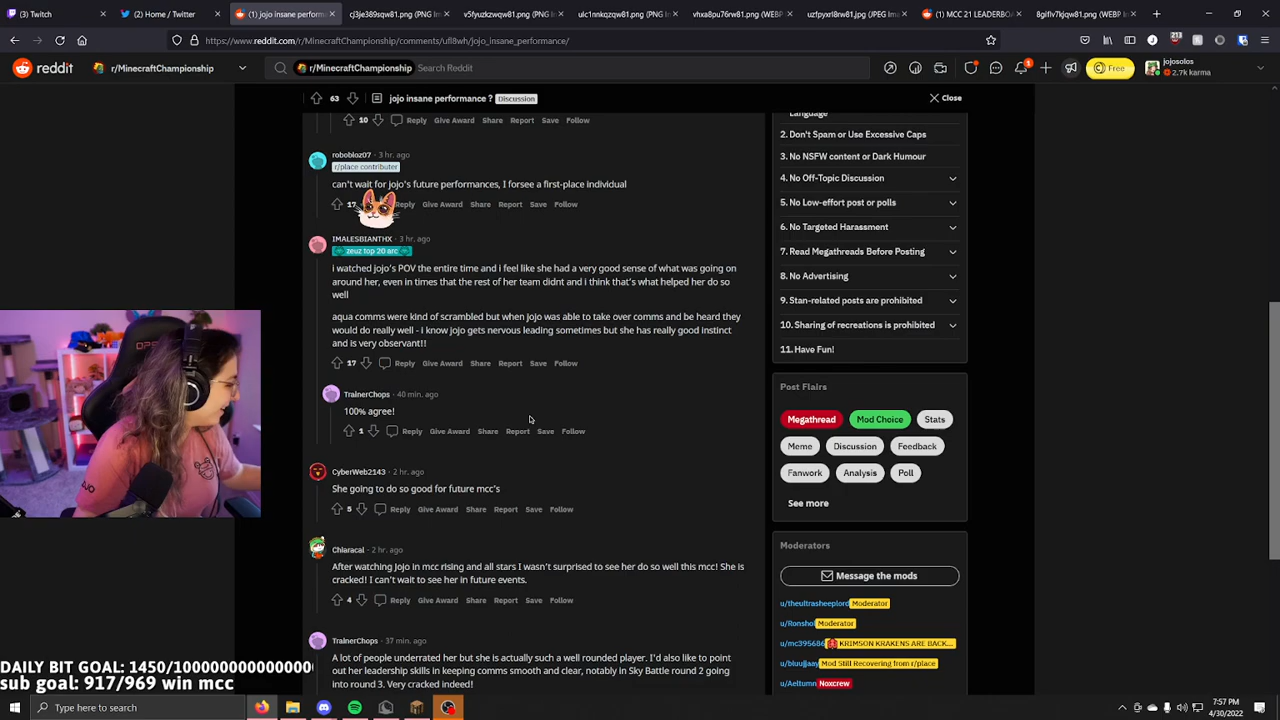 (3) Twitch
(2) Home / Twitter
(1) jojo insane perform
cj3je389sqw81.png (PNG Im
v5fyuzkzwqw81.png (PNG
ulc1nnkqzqw81.png (PNG Im
vhxa8pu76rw81.png (WEBP
uzfpyxrl8rw81.jpg (JPEG Ima
MCC 21 LEADERBOA
8giflv7kjqw81.png (WEBP I
https://www.reddit.com/r/MinecraftChampionship/comments/ufl8wh/jojo_insane_performance/
213
reddit
r/MinecraftChampionship
r/MinecraftChampionship
Search Reddit
1
Free
jojosolos
2.7k karma
63
jojo insane performance ?
Discussion
Close
10
Reply Give Award Share Report Save Follow
robobloz07 · 3 hr. ago
r/place contributer
can't wait for jojo's future performances, I forsee a first-place individual
17
Reply Give Award Share Report Save Follow
IMALESBIANTHX · 3 hr. ago
zeuz top 20 arc
i watched jojo's POV the entire time and i feel like she had a very good sense of what was going on
around her, even in times that the rest of her team didnt and i think that's what helped her do so
well
aqua comms were kind of scrambled but when jojo was able to take over comms and be heard they
would do really well - i know jojo gets nervous leading sometimes but she has really good instinct
and is very observant!!
17 Reply Give Award Share Report Save Follow
TrainerChops · 40 min. ago
100% agree!
1 Reply Give Award Share Report Save Follow
CyberWeb2143 · 2 hr. ago
She going to do so good for future mcc's
5 Reply Give Award Share Report Save Follow
Chiaracal · 2 hr. ago
After watching Jojo in mcc rising and all stars I wasn't surprised to see her do so well this mcc! She is
cracked! I can't wait to see her in future events.
4 Reply Give Award Share Report Save Follow
TrainerChops · 37 min. ago
A lot of people underrated her but she is actually such a well rounded player. I'd also like to point
out her leadership skills in keeping comms smooth and clear, notably in Sky Battle round 2 going
into round 3. Very cracked indeed!
Language
2. Don't Spam or Use Excessive Caps
3. No NSFW content or Dark Humour
4. No Off-Topic Discussion
5. No Low-effort post or polls
6. No Targeted Harassment
7. Read Megathreads Before Posting
8. No Advertising
9. Stan-related posts are prohibited
10. Sharing of recreations is prohibited
11. Have Fun!
Post Flairs
Megathread Mod Choice Stats
Meme Discussion Feedback
Fanwork Analysis Poll
See more
Moderators
Message the mods
u/theultrasheeplord Moderator
u/Ronshol Moderator
u/mc395686 KRIMSON KRAKENS ARE BACK...
u/bluujjaay Mod Still Recovering from r/place
u/Aeltumn Noxcrew
DAILY BIT GOAL: 1450/10000000000000
sub goal: 917/969 win mcc
Type here to search
7:57 PM
4/30/2022